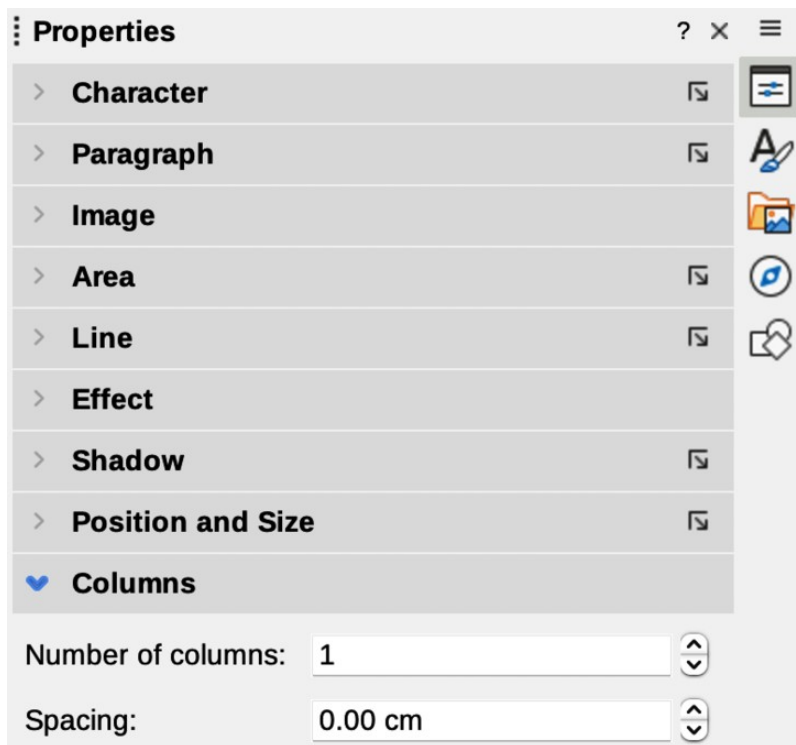 Properties ?
Character
Paragraph
Image
Area
Line
Effect
Shadow
Position and Size
Columns
Number of columns: 1
Spacing: 0.00 cm